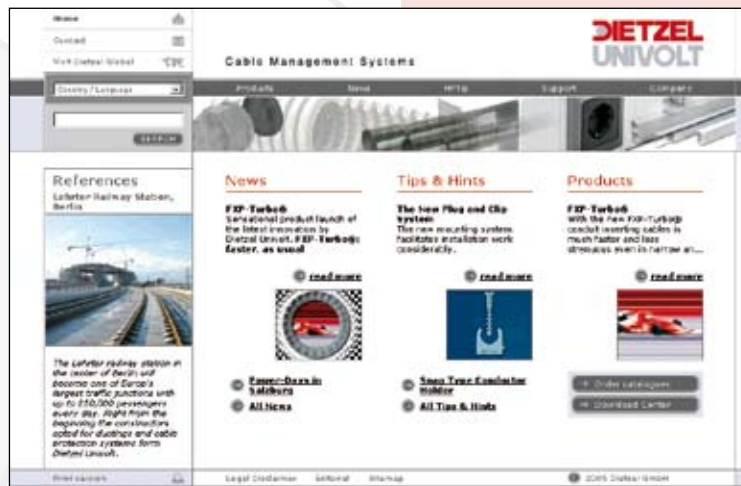 Home
Contact
Visit Dietzel Global
Country / Language
SEARCH
Cable Management Systems
DIETZEL
UNIVOLT
Products
News
HFT®
Support
Company
References
Lehrter Railway Station,
Berlin
The Lehrter railway station in
the center of Berlin will
become one of Europe's
largest traffic junctions with
up to 250,000 passengers
every day. Right from the
beginning the constructors
opted for ductings and cable
protection systems form
Dietzel Univolt.
News
FXP-Turbo®
Sensational product launch of
the latest innovation by
Dietzel Univolt. FXP-Turbo®:
faster, as usual
read more
Power-Days in
Salzburg
All News
Tips & Hints
The New Plug and Clip
System
The new mounting system
facilitates installation work
considerably.
read more
Snap Type Conductor
Holder
All Tips & Hints
Products
FXP-Turbo®
With the new FXP-Turbo®
conduit inserting cables is
much faster and less
strenuous even in narrow an...
read more
Order catalogues
Download Center
Print version
Legal Disclaimer
Editorial
Sitemap
© 2005 Dietzel GmbH